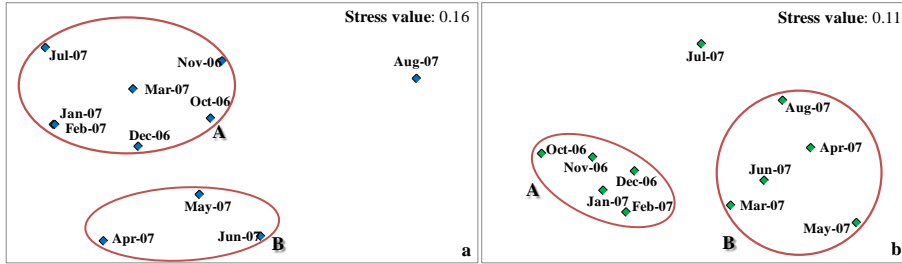 Stress value: 0.16
Jul-07
Nov-06
Aug-07
Mar-07
Oct-06
Jan-07
Feb-07
A
Dec-06
May-07
Apr-07
Jun-07
B
a
Stress value: 0.11
Jul-07
Aug-07
Apr-07
Oct-06
Nov-06
Dec-06
Jun-07
A
Jan-07
Feb-07
Mar-07
May-07
B
b